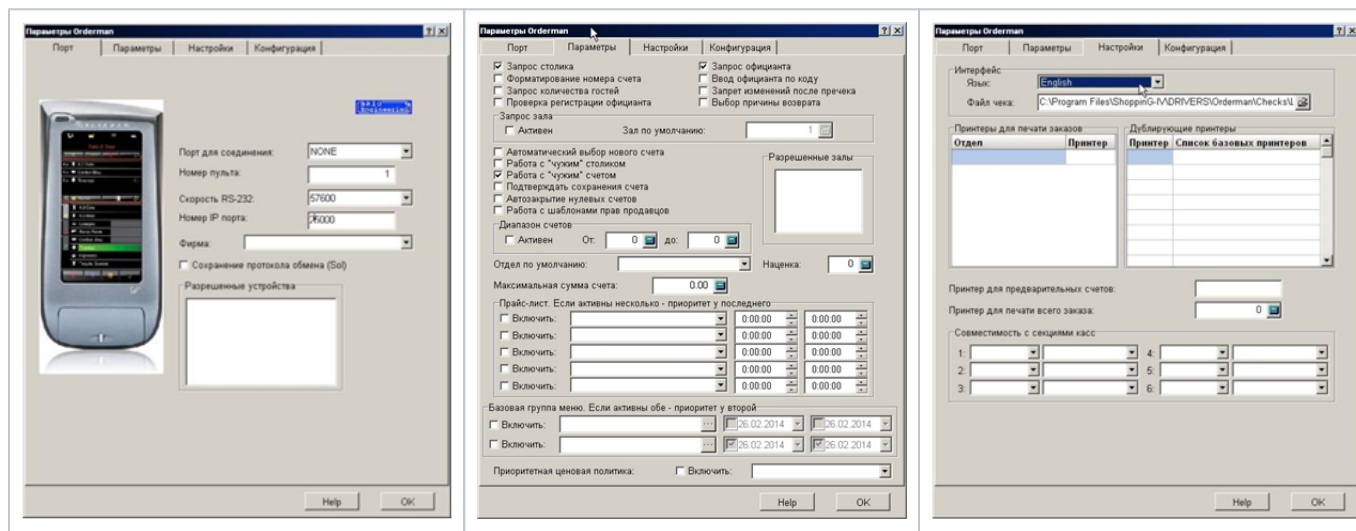 Параметры Orderman
Порт Параметры Настройки Конфигурация
BRIO
Engineering
Порт для соединения: NONE
Номер пульта: 1
Скорость RS-232: 57600
Номер IP порта:
Фирма:
Сохранение протокола обмена (Sol)
Разрешенные устройства
Help OK
Параметры Orderman
Порт Параметры Настройки Конфигурация
Запрос столика Запрос официанта
Форматирование номера счета Ввод официанта по коду
Запрос количества гостей Запрет изменений после пречека
Проверка регистрации официанта Выбор причины возврата
Запрос зала
Активен Зал по умолчанию: 1
Автоматический выбор нового счета Разрешенные залы
Работа с "чужим" столиком
Работа с "чужим" счетом
Подтверждать сохранения счета
Автозакрытие нулевых счетов
Работа с шаблонами прав продавцов
Диапазон счетов
Активен От: 0 до: 0
Отдел по умолчанию: Наценка: 0
Максимальная сумма счета: 0.00
Прайс-лист. Если активны несколько - приоритет у последнего
Включить: 0:00:00 0:00:00
Включить: 0:00:00 0:00:00
Включить: 0:00:00 0:00:00
Включить: 0:00:00 0:00:00
Включить: 0:00:00 0:00:00
Базовая группа меню. Если активны обе - приоритет у второй
Включить: 26.02.2014 26.02.2014
Включить: 26.02.2014 26.02.2014
Приоритетная ценовая политика: Включить:
Help OK
Параметры Orderman
Порт Параметры Настройки Конфигурация
Интерфейс
Язык: English
Файл чека: C:\Program Files\ShoppinG-IV\DRIVERS\Orderman\Checks\
Принтеры для печати заказов Дублирующие принтеры
Отдел Принтер Принтер Список базовых принтеров
Принтер для предварительных счетов:
Принтер для печати всего заказа: 0
Совместимость с секциями касс
1: 4:
2: 5:
3: 6:
Help OK